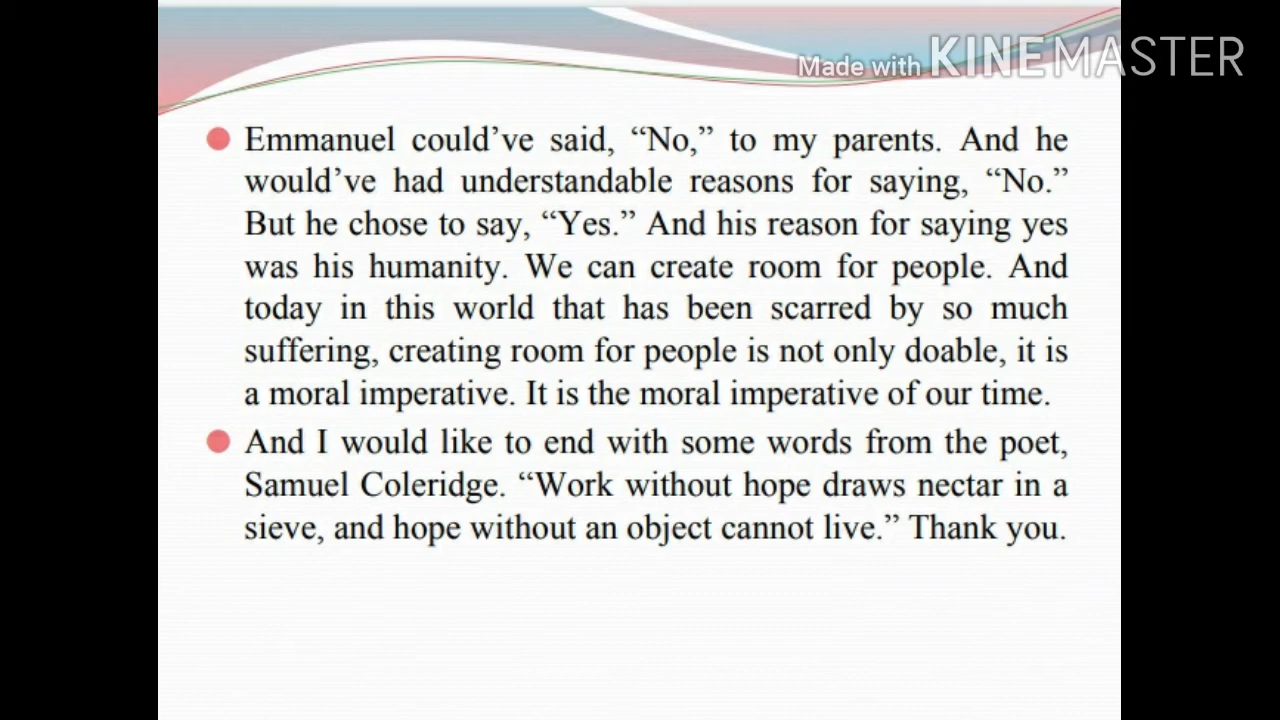 Made with KINEMASTER
Emmanuel could’ve said, “No,” to my parents. And he
would’ve had understandable reasons for saying, “No.”
But he chose to say, “Yes.” And his reason for saying yes
was his humanity. We can create room for people. And
today in this world that has been scarred by so much
suffering, creating room for people is not only doable, it is
a moral imperative. It is the moral imperative of our time.
And I would like to end with some words from the poet,
Samuel Coleridge. “Work without hope draws nectar in a
sieve, and hope without an object cannot live.” Thank you.